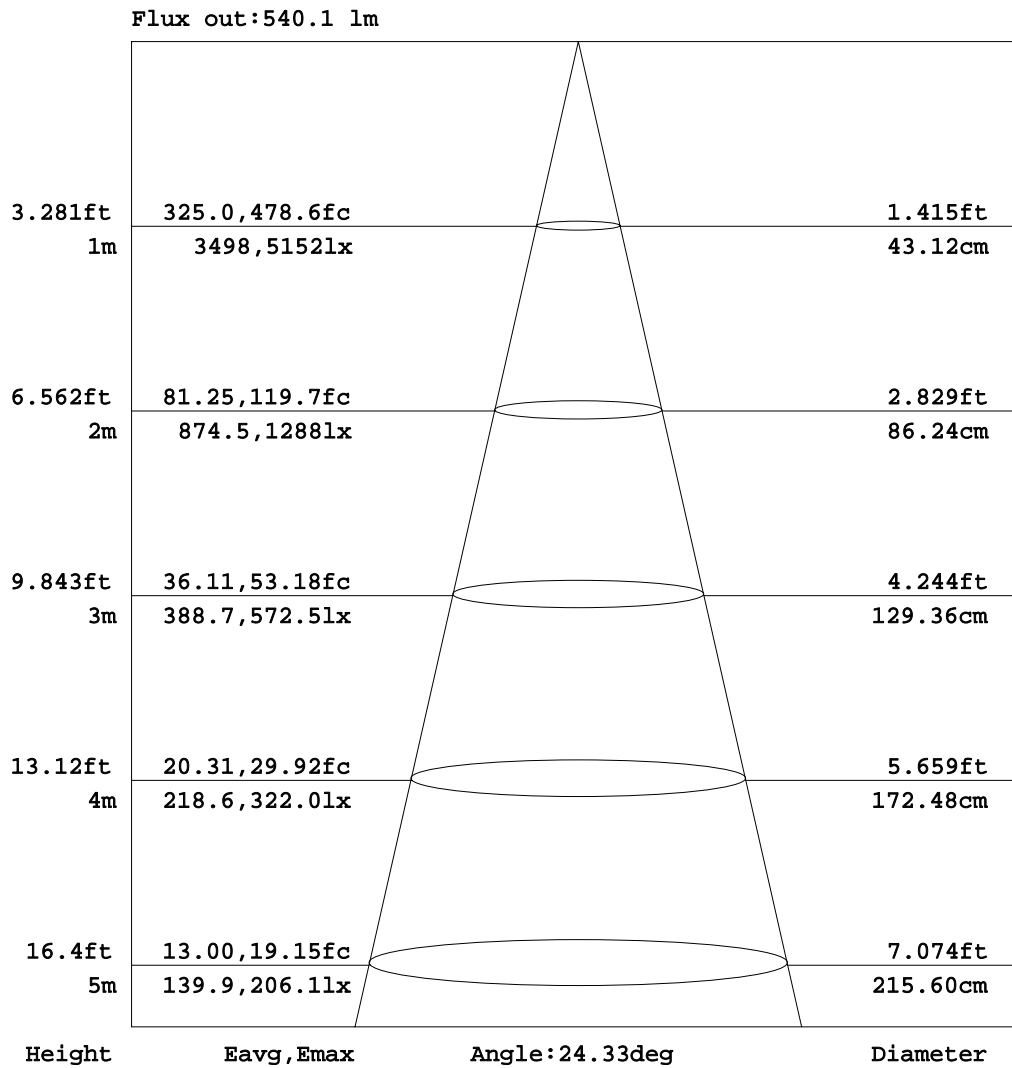 Flux out:540.1 lm
3.281ft 325.0,478.6fc 1.415ft
1m 3498,5152lx 43.12cm
6.562ft 81.25,119.7fc 2.829ft
2m 874.5,1288lx 86.24cm
9.843ft 36.11,53.18fc 4.244ft
3m 388.7,572.5lx 129.36cm
13.12ft 20.31,29.92fc 5.659ft
4m 218.6,322.0lx 172.48cm
16.4ft 13.00,19.15fc 7.074ft
5m 139.9,206.1lx 215.60cm
Height Eavg,Emax Angle:24.33deg Diameter